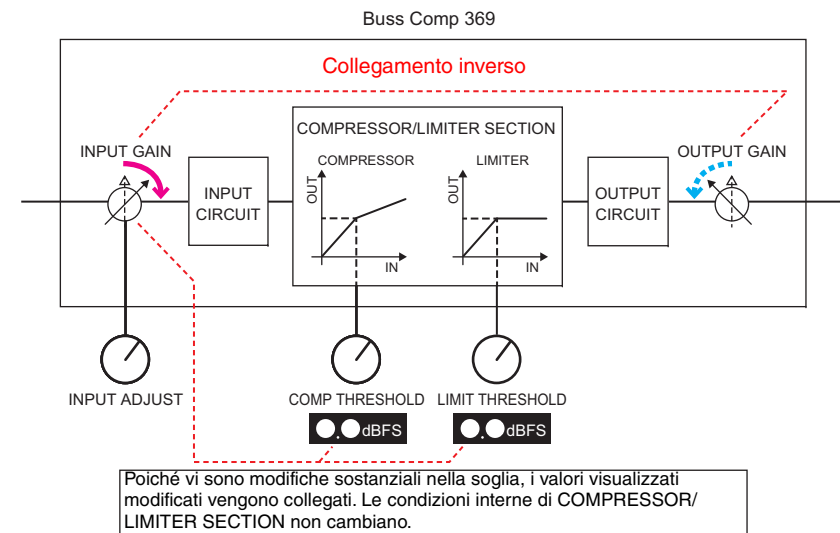 Buss Comp 369
Collegamento inverso
COMPRESSOR/LIMITER SECTION
INPUT GAIN
OUTPUT GAIN
COMPRESSOR
LIMITER
OUT
OUT
INPUT
CIRCUIT
OUTPUT
CIRCUIT
IN
IN
INPUT ADJUST
COMP THRESHOLD
LIMIT THRESHOLD
dBFS
dBFS
Poiché vi sono modifiche sostanziali nella soglia, i valori visualizzati
modificati vengono collegati. Le condizioni interne di COMPRESSOR/
LIMITER SECTION non cambiano.